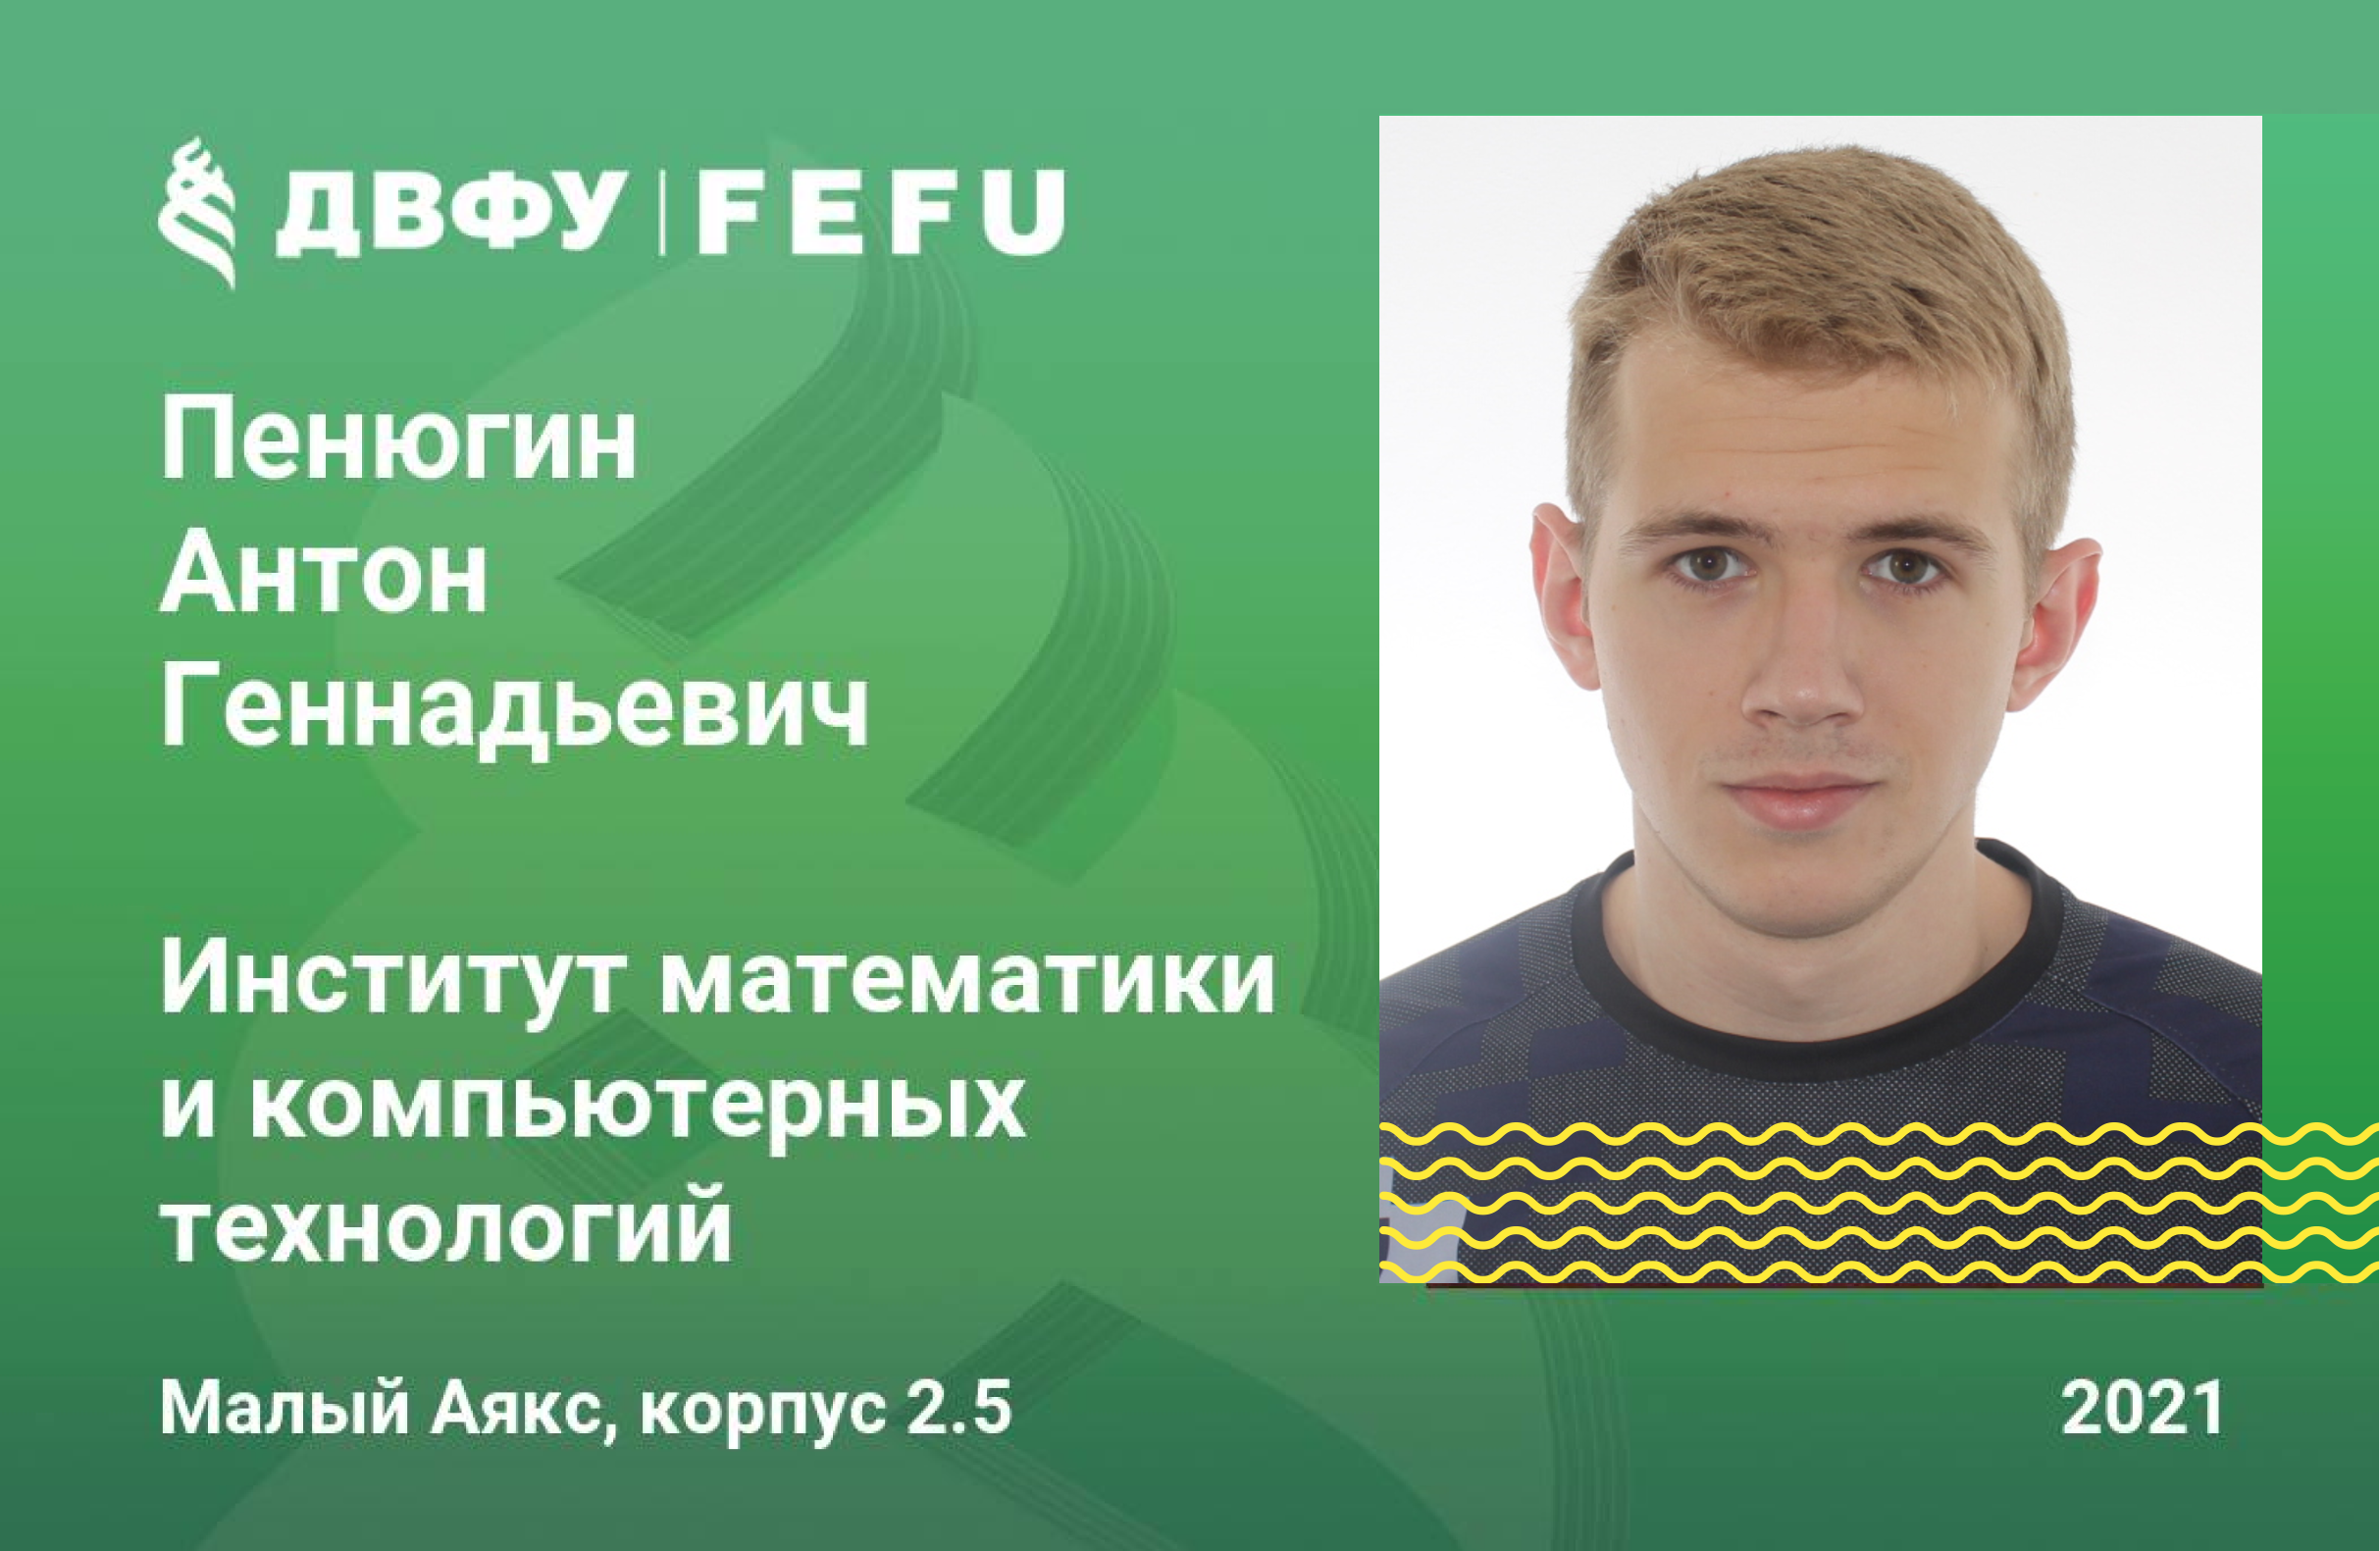 ДВФУ | FEFU
Пенюгин
Антон
Геннадьевич
Институт математики
и компьютерных
технологий
Малый Аякс, корпус 2.5
2021